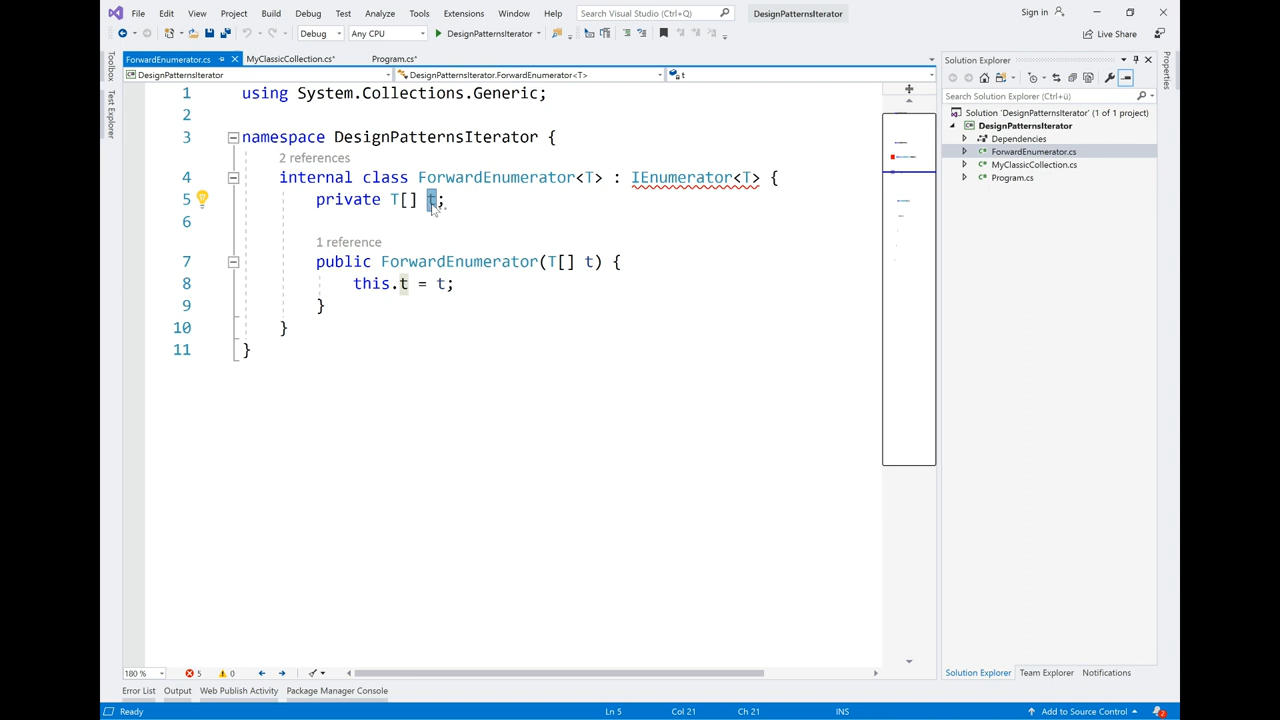 File Edit View Project Build Debug Test Analyze Tools Extensions Window Help Search Visual Studio (Ctrl+Q) DesignPatternsIterator Sign in
Debug Any CPU DesignPatternsIterator Live Share
ForwardEnumerator.cs MyClassicCollection.cs* Program.cs*
DesignPatternsIterator DesignPatternsIterator.ForwardEnumerator<T> t
Toolbox
Test Explorer
1 using System.Collections.Generic;
2
3 namespace DesignPatternsIterator {
2 references
4 internal class ForwardEnumerator<T> : IEnumerator<T> {
5 private T[] t;
6
1 reference
7 public ForwardEnumerator(T[] t) {
8 this.t = t;
9 }
10 }
11 }
Solution Explorer
Search Solution Explorer (Ctrl+ü)
Solution 'DesignPatternsIterator' (1 of 1 project)
DesignPatternsIterator
Dependencies
ForwardEnumerator.cs
MyClassicCollection.cs
Program.cs
Properties
180 % 5 0
Solution Explorer Team Explorer Notifications
Error List Output Web Publish Activity Package Manager Console
Ready Ln 5 Col 21 Ch 21 INS Add to Source Control 2